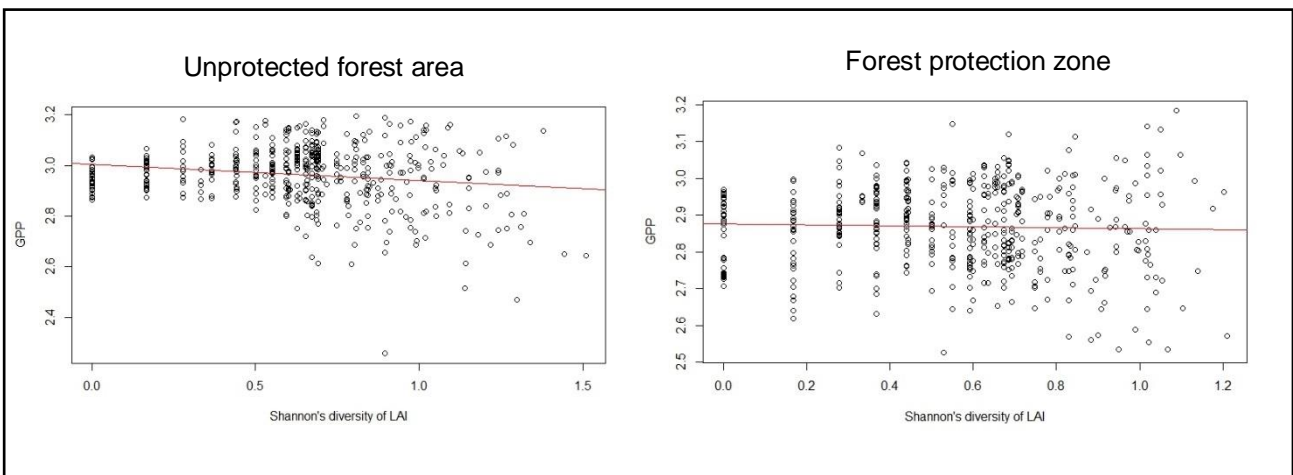 Unprotected forest area
GPP
3.2
3.0
2.8
2.6
2.4
0.0 0.5 1.0 1.5
Shannon's diversity of LAI
Forest protection zone
GPP
3.2
3.1
3.0
2.9
2.8
2.7
2.6
2.5
0.0 0.2 0.4 0.6 0.8 1.0 1.2
Shannon's diversity of LAI